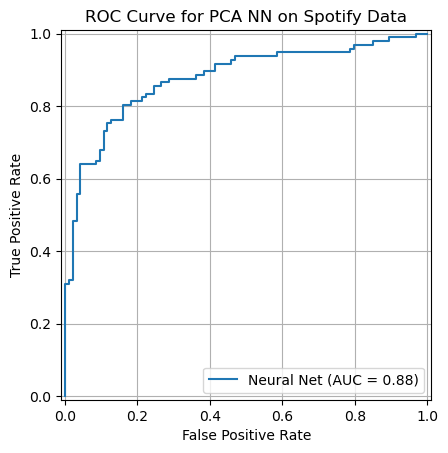 ROC Curve for PCA NN on Spotify Data
1.0
0.8
0.6
0.4
0.2
0.0
True Positive Rate
Neural Net (AUC = 0.88)
0.0 0.2 0.4 0.6 0.8 1.0
False Positive Rate